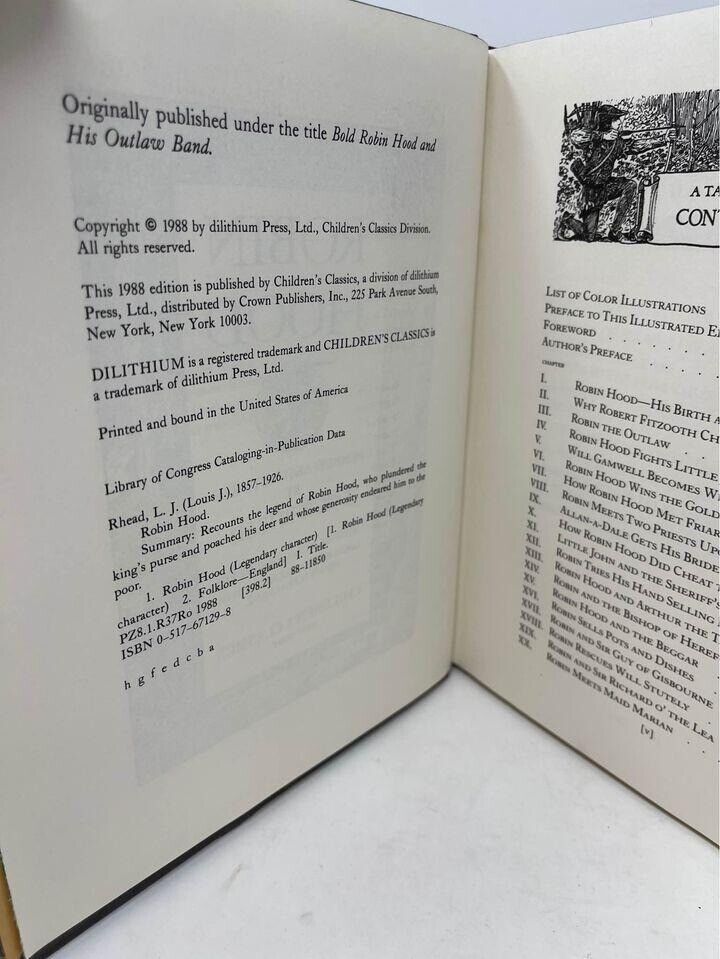 Originally published under the title Bold Robin Hood and
His Outlaw Band.
Copyright © 1988 by dilithium Press, Ltd., Children's Classics Division.
All rights reserved.
This 1988 edition is published by Children's Classics, a division of dilithium
Press, Ltd., distributed by Crown Publishers, Inc., 225 Park Avenue South,
New York, New York 10003.
DILITHIUM is a registered trademark and CHILDREN'S CLASSICS is
a trademark of dilithium Press, Ltd.
Printed and bound in the United States of America
Library of Congress Cataloging-in-Publication Data
Rhead, L. J. (Louis J.), 1857-1926.
Robin Hood.
Summary: Recounts the legend of Robin Hood, who plundered the
king's purse and poached his deer and whose generosity endeared him to the
poor.
1. Robin Hood (Legendary character) [1. Robin Hood (Legendary
character) 2. Folklore—England] I. Title.
PZ8.1.R37Ro 1988 [398.2] 88-11850
ISBN 0-517-67129-8
h g f e d c b a
A TA
CONT
LIST OF COLOR ILLUSTRATIONS
PREFACE TO THIS ILLUSTRATED E
FOREWORD
AUTHOR'S PREFACE
CHAPTER
I. ROBIN HOOD—HIS BIRTH A
II. WHY ROBERT FITZOOTH CH
III. ROBIN THE OUTLAW
IV. ROBIN HOOD FIGHTS LITTLE
V. WILL GAMWELL BECOMES W
VI. ROBIN HOOD WINS THE GOLD
VII. HOW ROBIN HOOD MET FRIAR
VIII. ROBIN MEETS TWO PRIESTS UP
IX. ALLAN-A-DALE GETS HIS BRIDE
X. HOW ROBIN HOOD DID CHEAT T
XI. LITTLE JOHN AND THE SHERIFF'S
XII. ROBIN TRIES HIS HAND SELLING M
XIII. ROBIN HOOD AND ARTHUR THE T
XIV. ROBIN AND THE BISHOP OF HEREF
XV. ROBIN HOOD AND THE BEGGAR
XVI. ROBIN SELLS POTS AND DISHES
XVII. ROBIN AND SIR GUY OF GISBOURNE
XVIII. ROBIN RESCUES WILL STUTELY
XIX. ROBIN AND SIR RICHARD O' THE LEA
XX. ROBIN MEETS MAID MARIAN
[v]